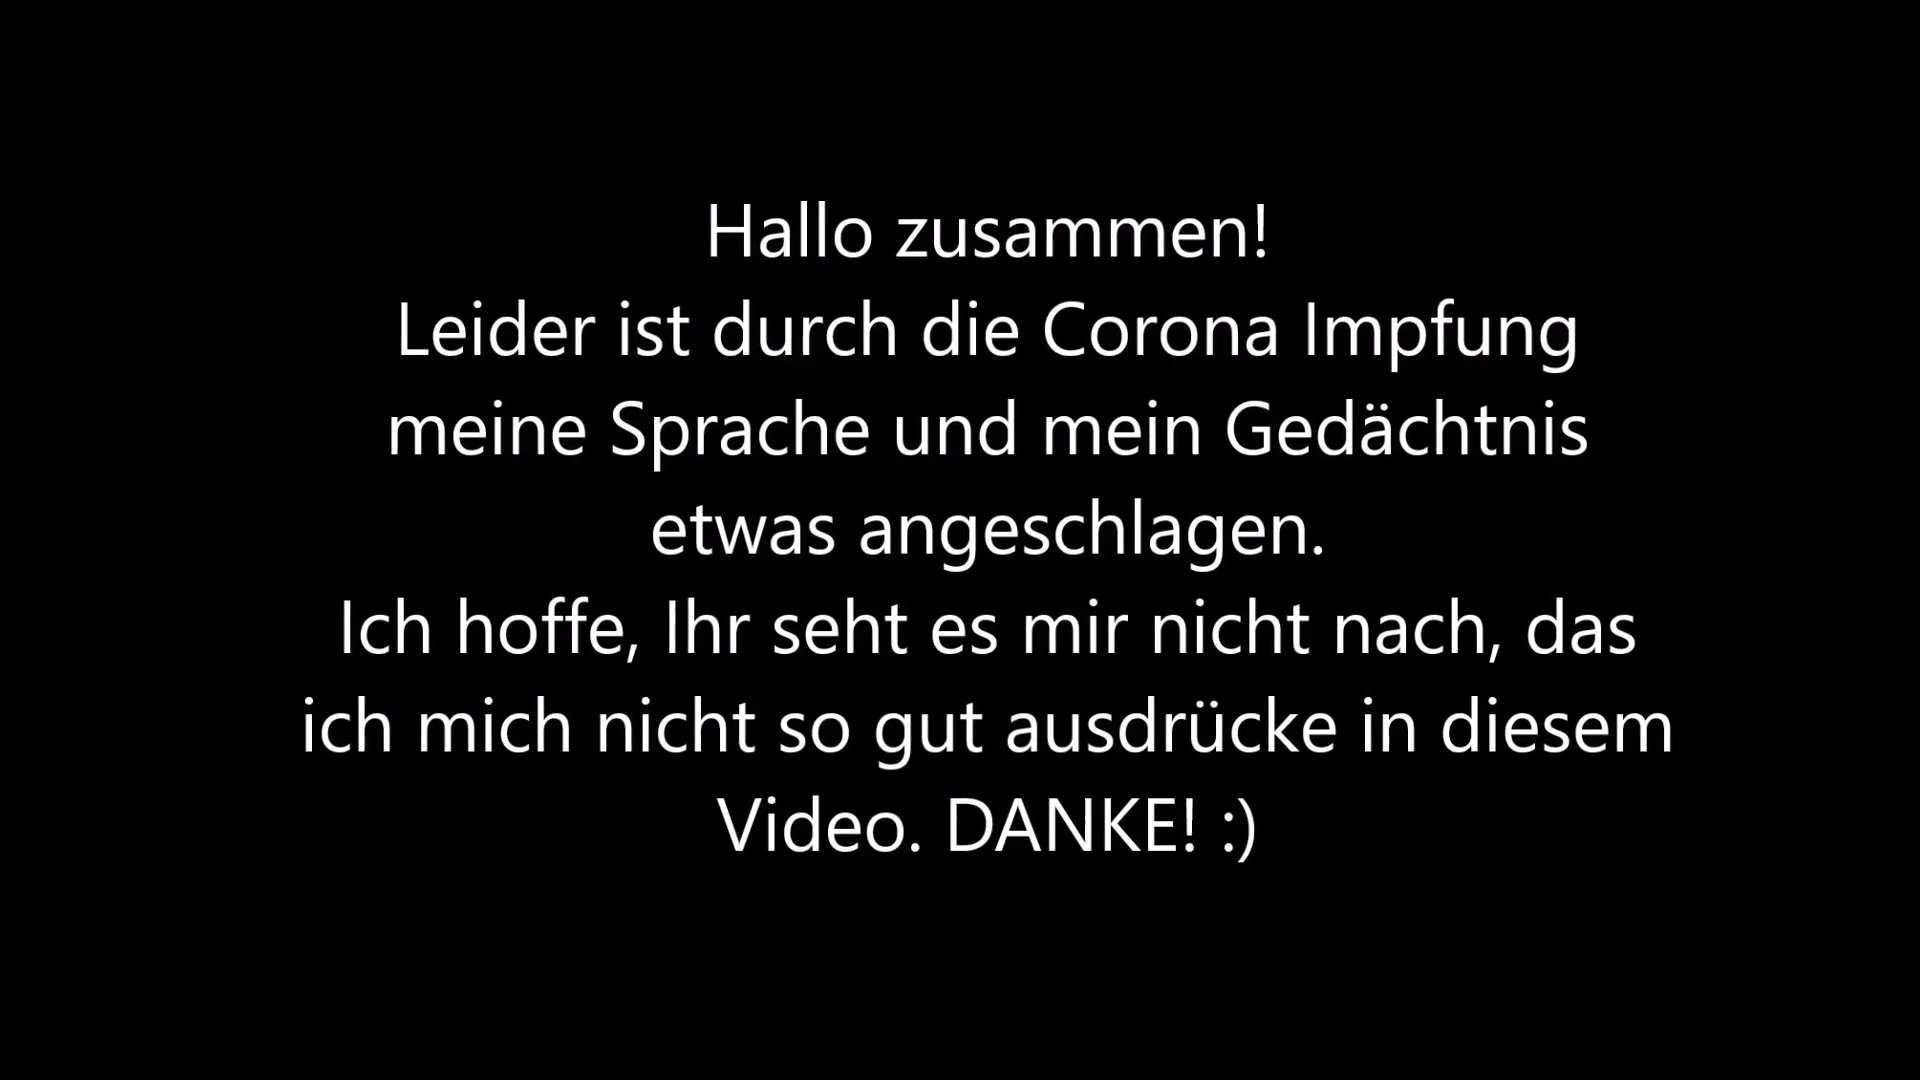 Hallo zusammen!
Leider ist durch die Corona Impfung
meine Sprache und mein Gedächtnis
etwas angeschlagen.
Ich hoffe, Ihr seht es mir nicht nach, das
ich mich nicht so gut ausdrücke in diesem
Video. DANKE! :)